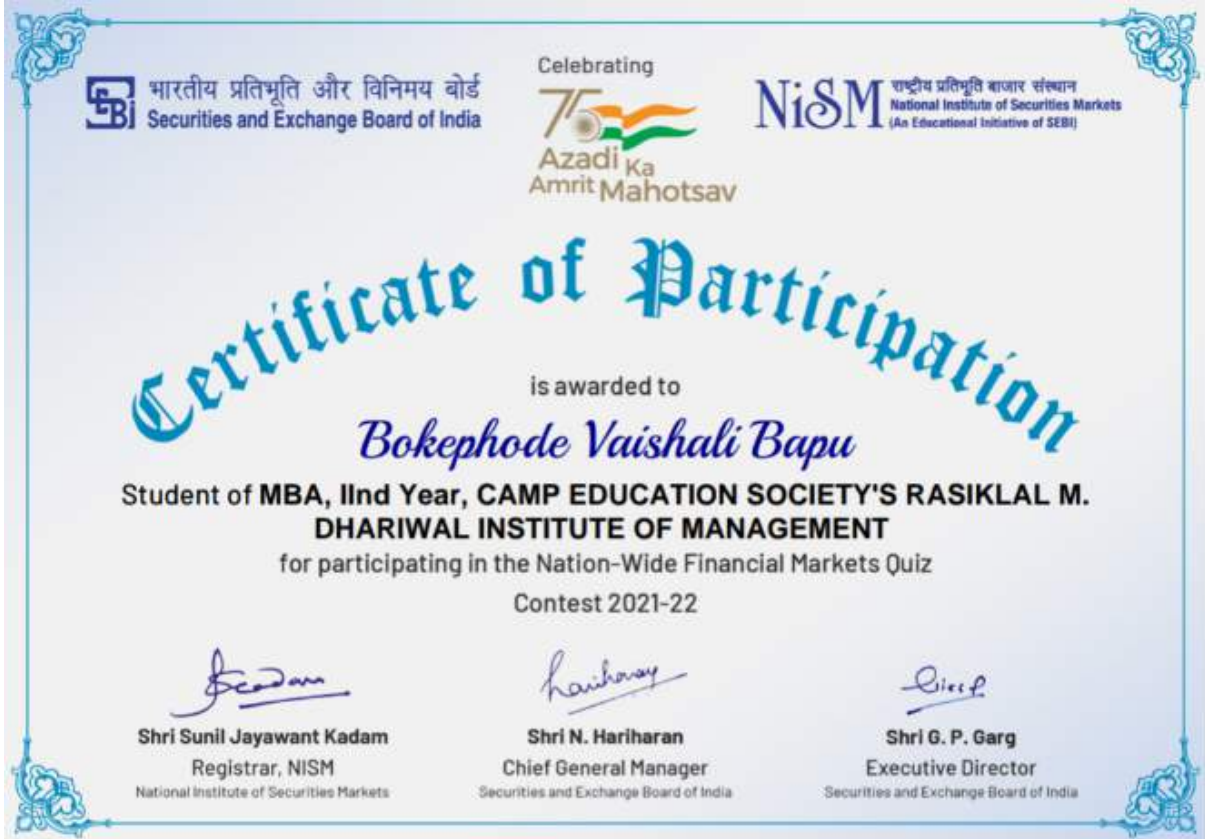 भारतीय प्रतिभूति और विनिमय बोर्ड
Securities and Exchange Board of India
SEBI
Celebrating
75
Azadi Ka
Amrit Mahotsav
NiSM
राष्ट्रीय प्रतिभूति बाजार संस्थान
National Institute of Securities Markets
(An Educational Initiative of SEBI)
Certificate of Participation
is awarded to
Bokephode Vaishali Bapu
Student of MBA, IInd Year, CAMP EDUCATION SOCIETY'S RASIKLAL M.
DHARIWAL INSTITUTE OF MANAGEMENT
for participating in the Nation-Wide Financial Markets Quiz
Contest 2021-22
Shri Sunil Jayawant Kadam
Registrar, NISM
National Institute of Securities Markets
Shri N. Hariharan
Chief General Manager
Securities and Exchange Board of India
Shri G. P. Garg
Executive Director
Securities and Exchange Board of India